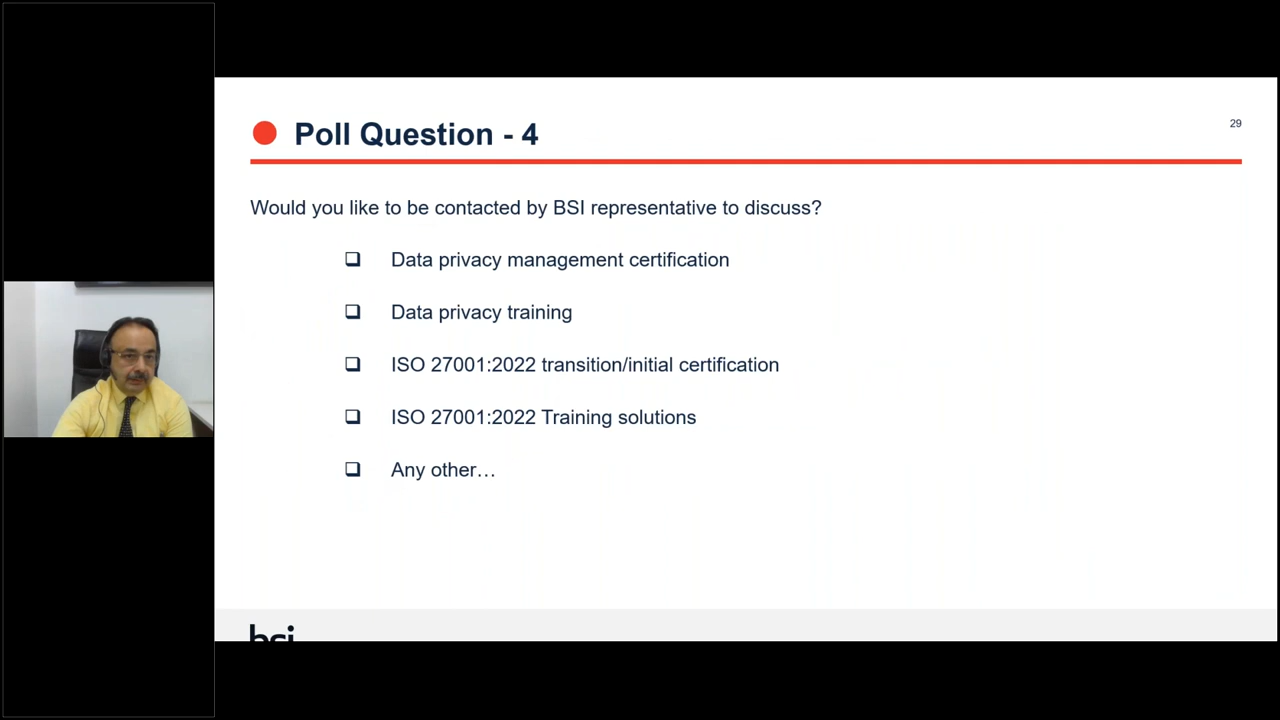 Poll Question - 4
29
Would you like to be contacted by BSI representative to discuss?
Data privacy management certification
Data privacy training
ISO 27001:2022 transition/initial certification
ISO 27001:2022 Training solutions
Any other…
bsi